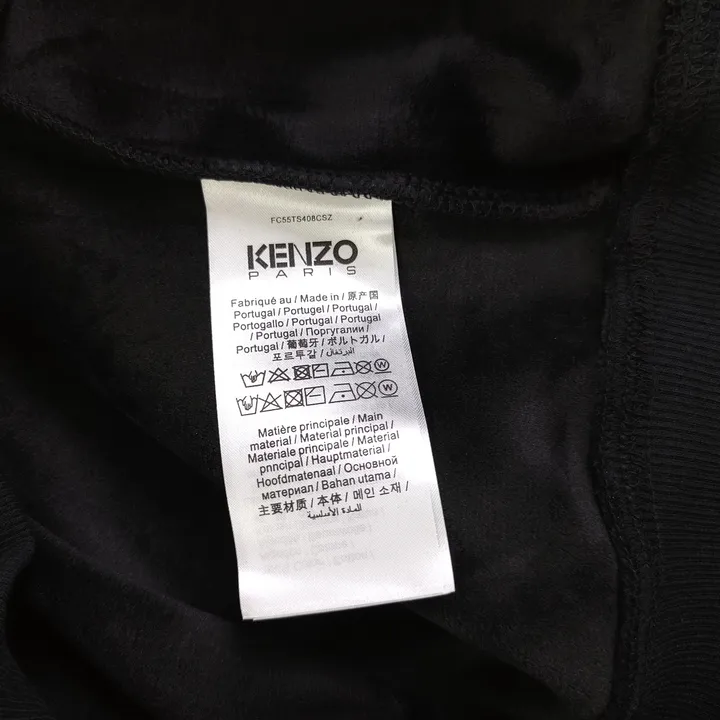 FC55TS408CSZ
KENZO
PARIS
Fabriqué au / Made in / 原产国
Portugal / Portugel / Portugal
Portogallo / Portugal / Portugal
/ Portugal / Португалии /
Portugal / 葡萄牙 / ポルトガル /
포르투갈 / البرتغال
Matière principale / Main
material / Material principal /
Materiale principale / Material
pnncipal / Hauptmaterial /
Hoofdmatenaal / Основной
материал / Bahan utama /
主要材质 / 本体 / 메인 소재 /
المادة الأساسية